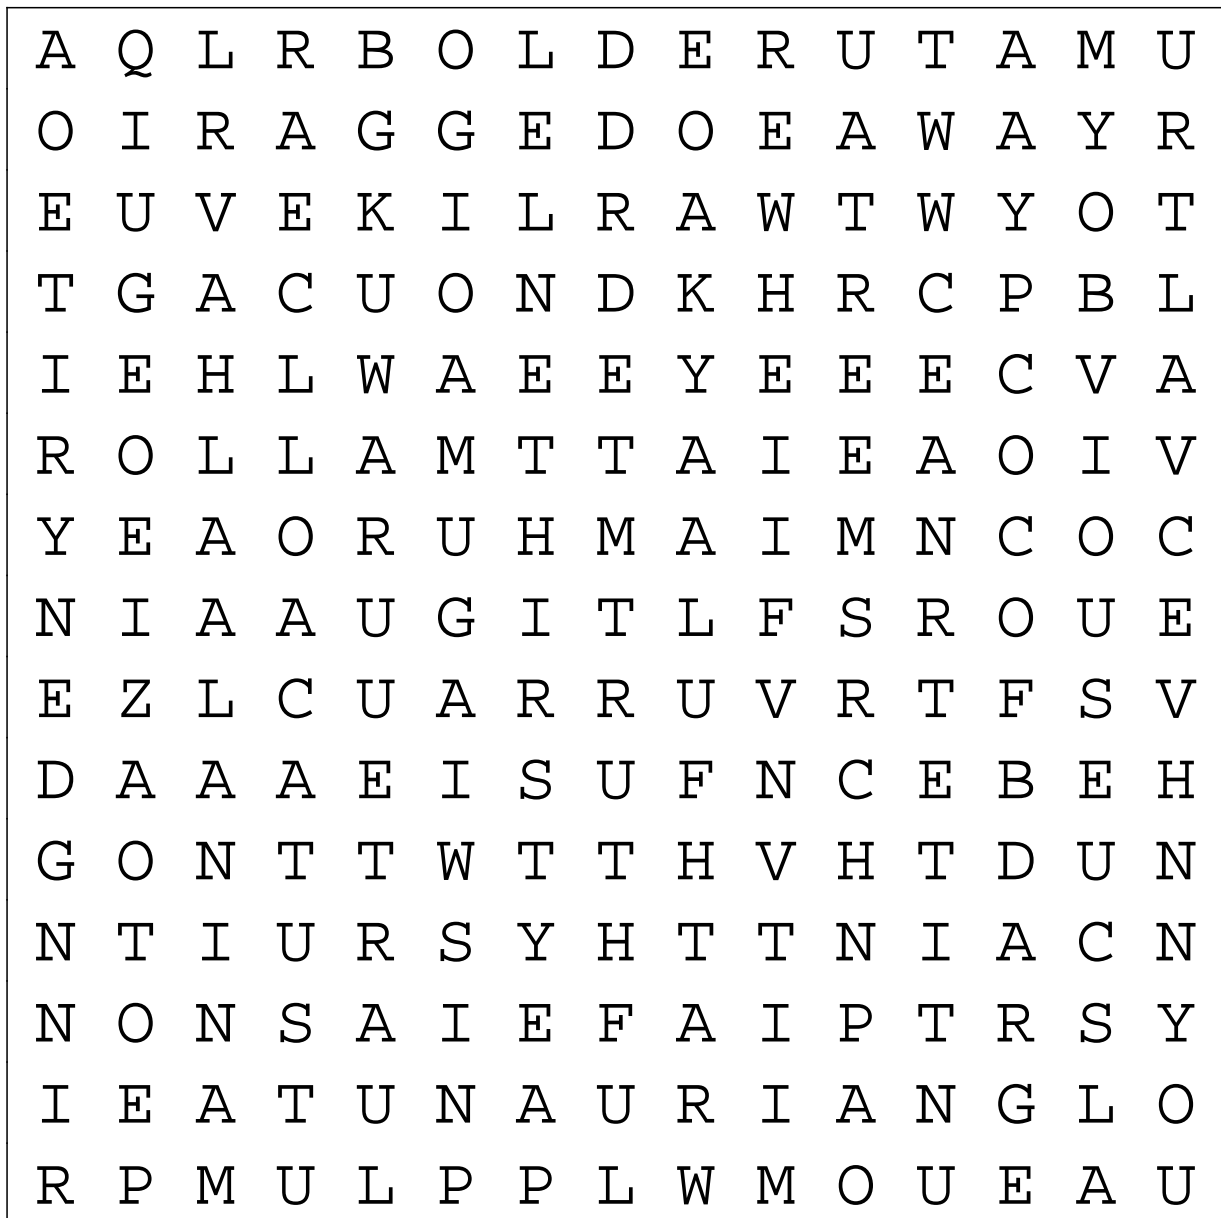 A Q L R B O L D E R U T A M U
O I R A G G E D O E A W A Y R
E U V E K I L R A W T W Y O T
T G A C U O N D K H R C P B L
I E H L W A E E Y E E E C V A
R O L L A M T T A I E A O I V
Y E A O R U H M A I M N C O C
N I A A U G I T L F S R O U E
E Z L C U A R R U V R T F S V
D A A A E I S U F N C E B E H
G O N T T W T T H V H T D U N
N T I U R S Y H T T N I A C N
N O N S A I E F A I P T R S Y
I E A T U N A U R I A N G L O
R P M U L P P L W M O U E A U